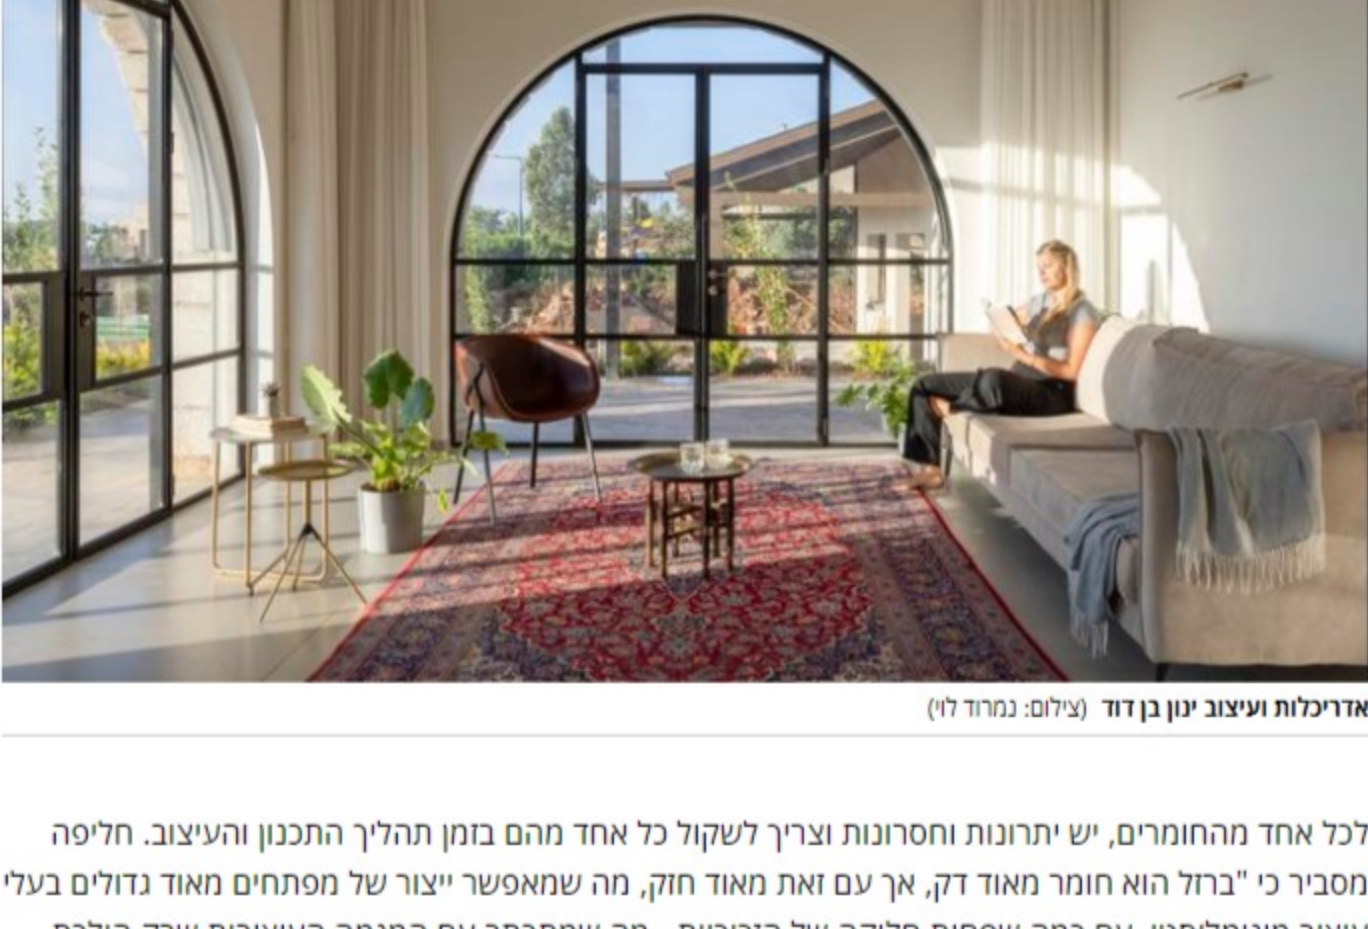 אדריכלות ועיצוב ינון בן דוד (צילום: נמרוד לוי)
לכל אחד מהחומרים, יש יתרונות וחסרונות וצריך לשקול כל אחד מהם בזמן תהליך התכנון והעיצוב. חליפה
מסביר כי "ברזל הוא חומר מאוד דק, אך עם זאת מאוד חזק, מה שמאפשר ייצור של מפתחים מאוד גדולים בעלי